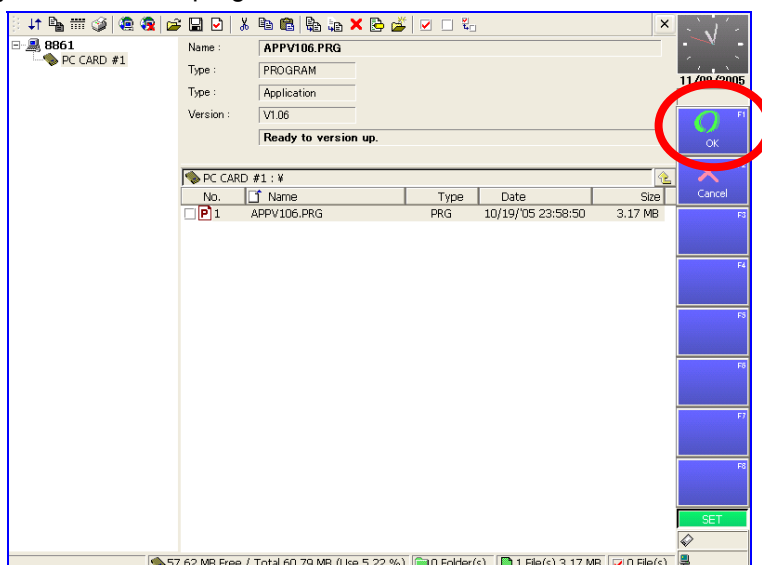 8861
PC CARD #1
Name :
APPV106.PRG
Type :
PROGRAM
Type :
Application
Version :
V1.06
Ready to version up.
PC CARD #1 : ¥
No. Name Type Date Size
P 1 APPV106.PRG PRG 10/19/'05 23:58:50 3.17 MB
57.62 MB Free / Total 60.79 MB (Use 5.22 %) 0 Folder(s) 1 File(s) 3.17 MB 0 File(s)
F1
OK
Cancel
F3
F4
F5
F6
F7
F8
SET